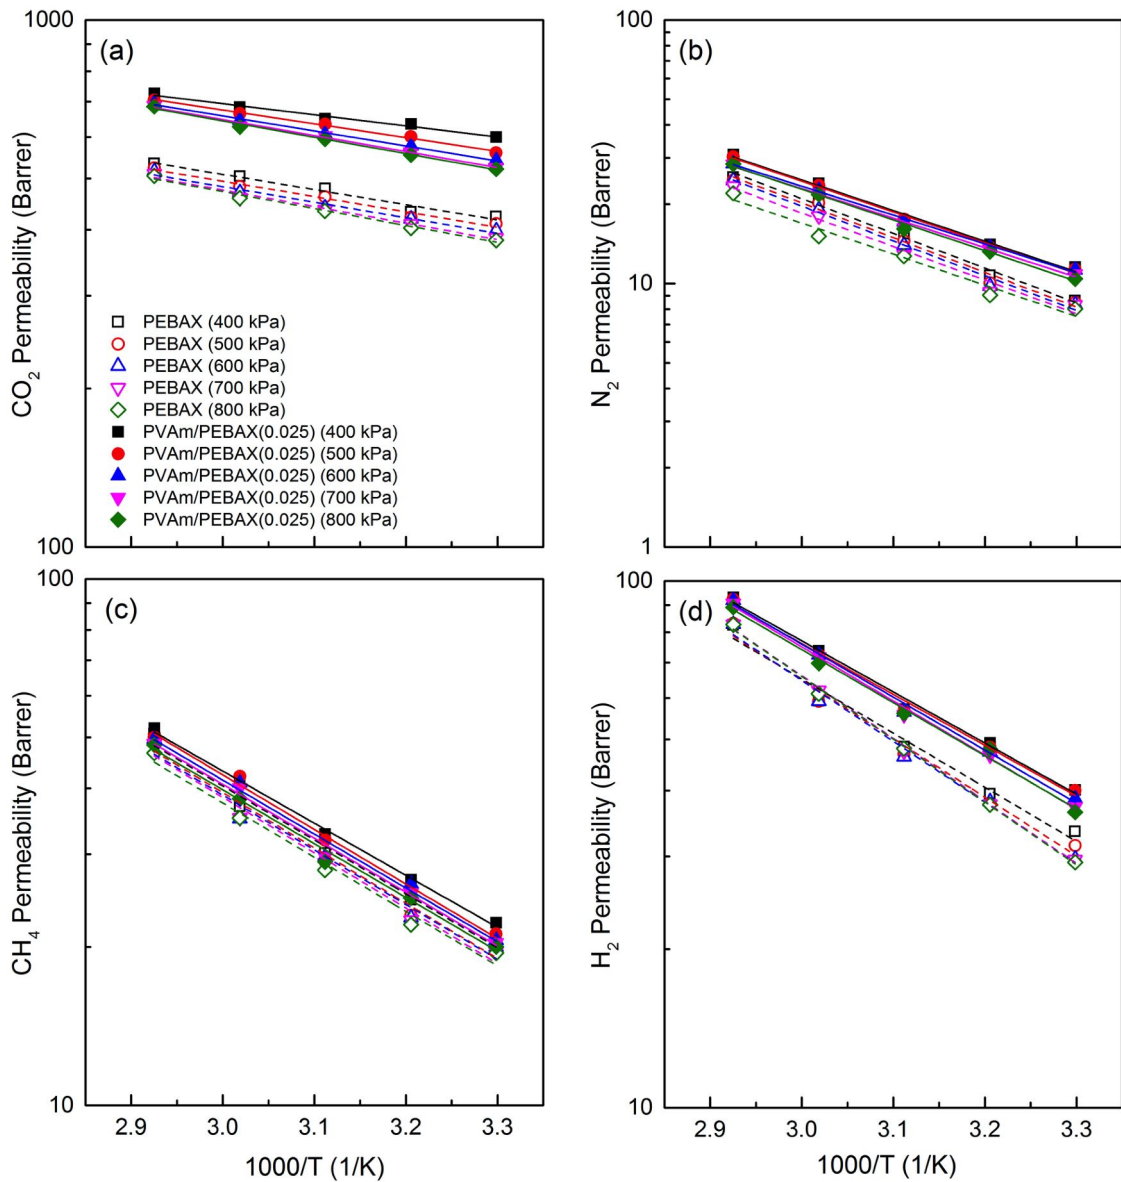 1000
(a)
CO2 Permeability (Barrer)
PEBAX (400 kPa)
PEBAX (500 kPa)
PEBAX (600 kPa)
PEBAX (700 kPa)
PEBAX (800 kPa)
PVAm/PEBAX(0.025) (400 kPa)
PVAm/PEBAX(0.025) (500 kPa)
PVAm/PEBAX(0.025) (600 kPa)
PVAm/PEBAX(0.025) (700 kPa)
PVAm/PEBAX(0.025) (800 kPa)
100
100
(b)
N2 Permeability (Barrer)
10
1
(c)
CH4 Permeability (Barrer)
10
2.9 3.0 3.1 3.2 3.3
1000/T (1/K)
100
(d)
H2 Permeability (Barrer)
10
2.9 3.0 3.1 3.2 3.3
1000/T (1/K)